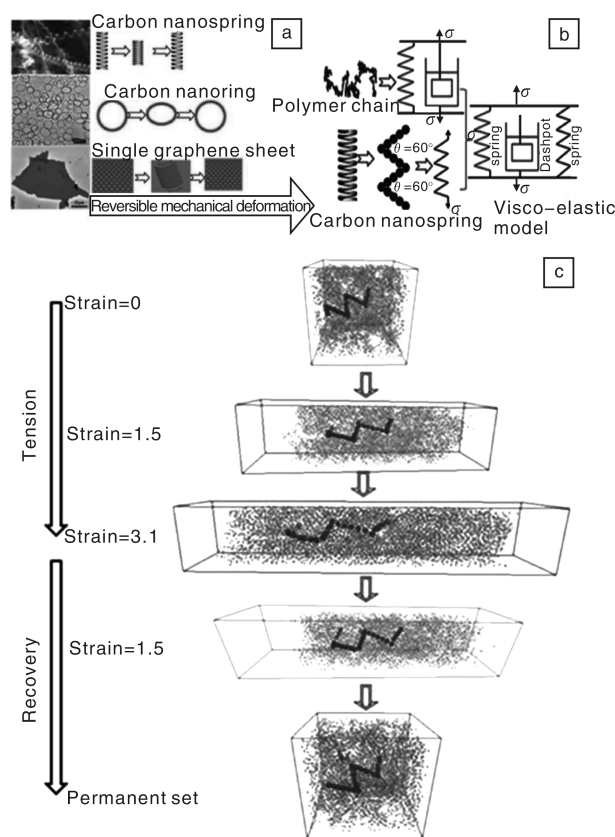 Carbon nanospring
a
Carbon nanoring
Single graphene sheet
Reversible mechanical deformation
b
σ
Polymer chain
σ
θ=60°
θ=60°
σ
Carbon nanospring
σ
spring
Dashpot
spring
σ
Visco-elastic
model
c
Strain=0
Tension
Strain=1.5
Strain=3.1
Recovery
Strain=1.5
Permanent set